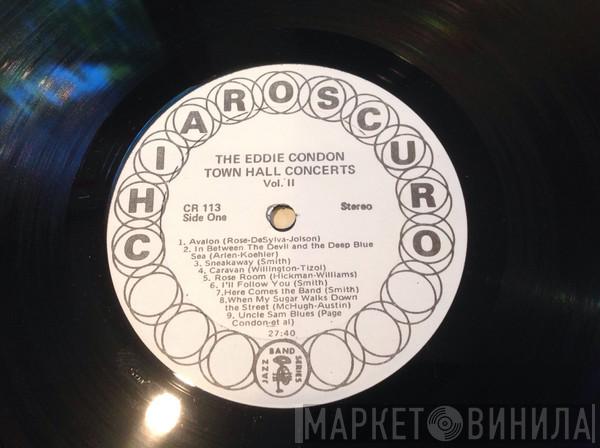 CHIAROSCURO
THE EDDIE CONDON
TOWN HALL CONCERTS
Vol. II
CR 113
Side One
Stereo
1. Avalon (Rose-DeSylva-Jolson)
2. In Between The Devil and the Deep Blue
Sea (Arlen-Koehler)
3. Sneakaway (Smith)
4. Caravan (Willington-Tizol)
5. Rose Room (Hickman-Williams)
6. I'll Follow You (Smith)
7.Here Comes the Band (Smith)
8.When My Sugar Walks Down
the Street (McHugh-Austin)
9. Uncle Sam Blues (Page
Condon-et al)
27:40
JAZZ BAND SERIES
МАРКЕТ ВИНИЛА